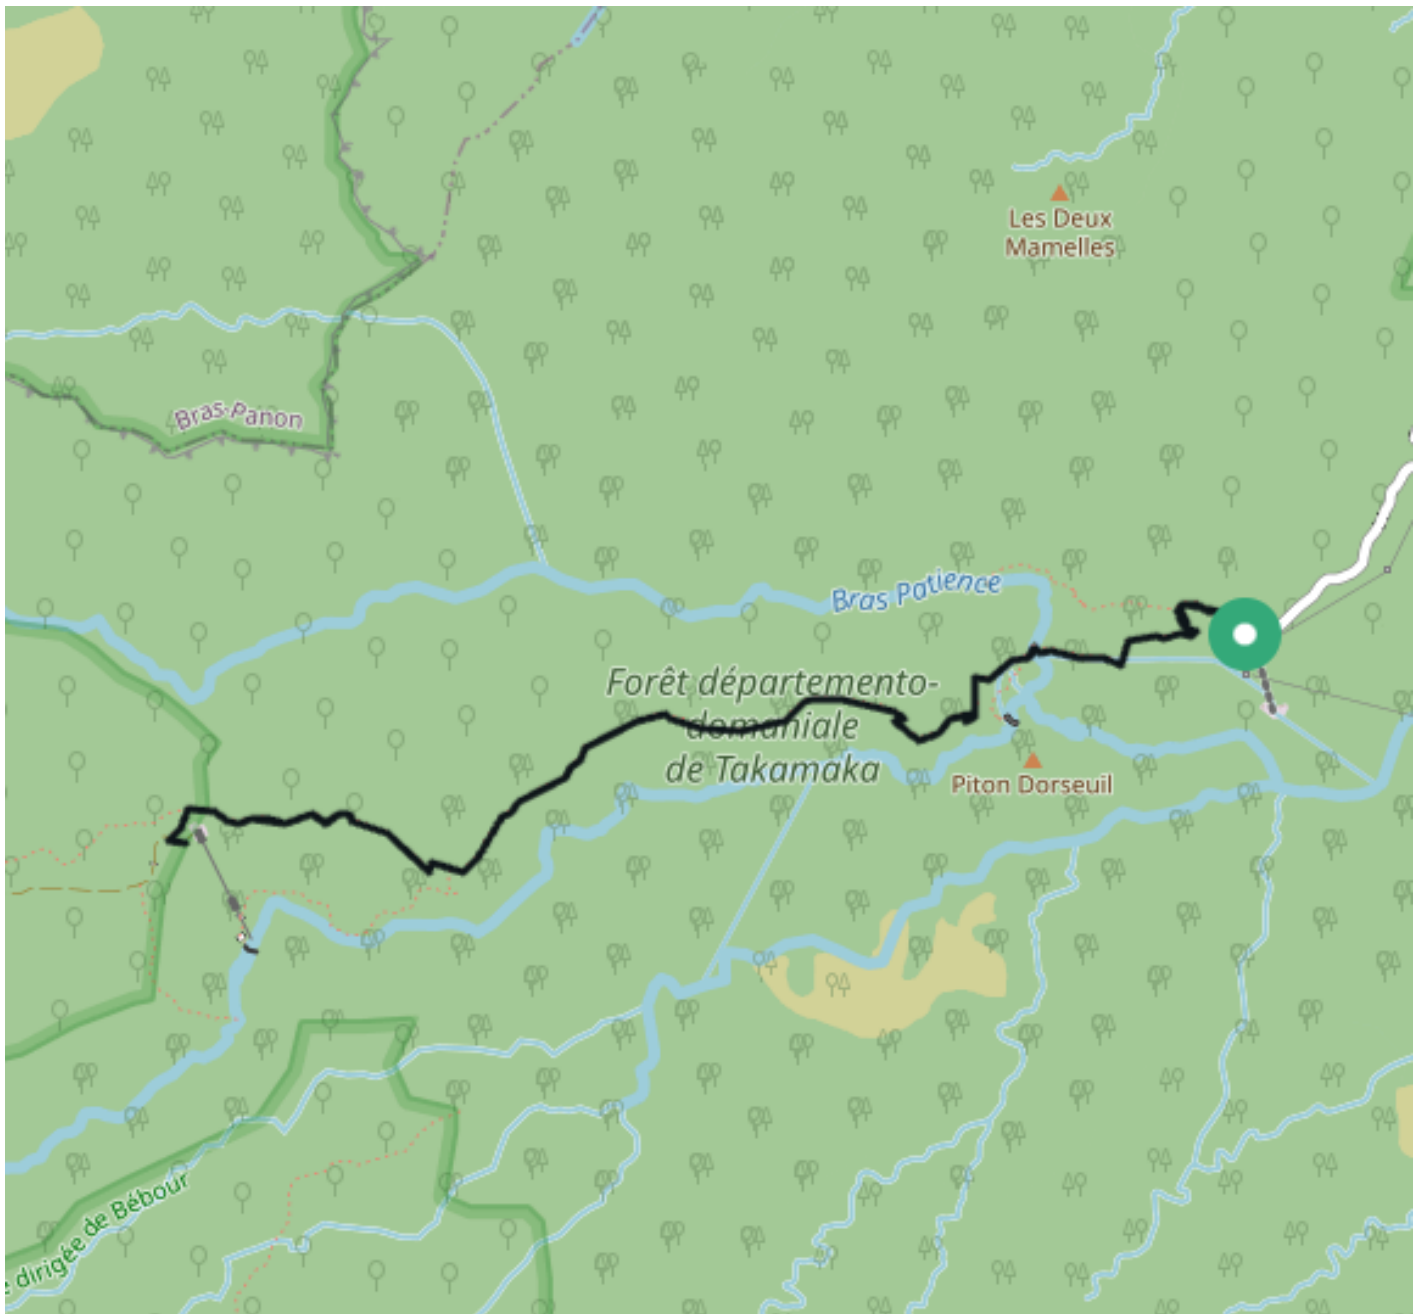 Les Deux
Mamelles
Bras-Panon
Bras Patience
Forêt départemento-
domaniale
de Takamaka
Piton Dorseuil
e dirigée de Bébour